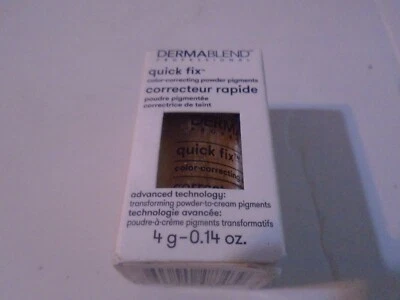 DERMABLEND
PROFESSIONAL
quick fix™
color-correcting powder pigments
correcteur rapide
poudre pigmentée
correctrice de teint
quick fix
color-correcting
advanced technology:
transforming powder-to-cream pigments
technologie avancée:
poudre-à-crème pigments transformatifs
4 g-0.14 oz.